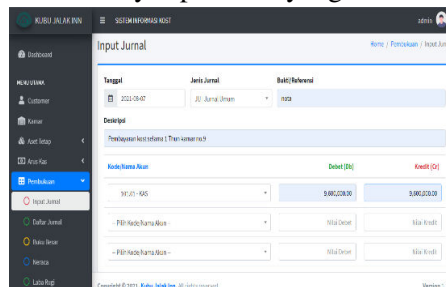 KUBU JALAK INN
SISTEM INFORMASI KOST
admin
Input Jurnal
Home / Pembukuan / Input Jur
Dashboard
MENU UTAMA
Customer
Kamar
Aset Tetap
Arus Kas
Pembukuan
Input Jurnal
Daftar Jurnal
Buku Besar
Neraca
Laba Rugi
Tanggal
Jenis Jurnal
Bukti/Referensi
2021-08-07
JU - Jurnal Umum
nota
Deskripsi
Pembayaran kost selama 1 Thun kamar no.9
Kode/Nama Akun
Debet (Db)
Kredit (Cr)
- KAS
9,600,000.00
9,600,000.00
-- Pilih Kode/Nama Akun --
Nilai Debet
Nilai Kredit
-- Pilih Kode/Nama Akun --
Nilai Debet
Nilai Kredit
Copyright © 2021 Kubu Jalak Inn. All rights reserved.
Version